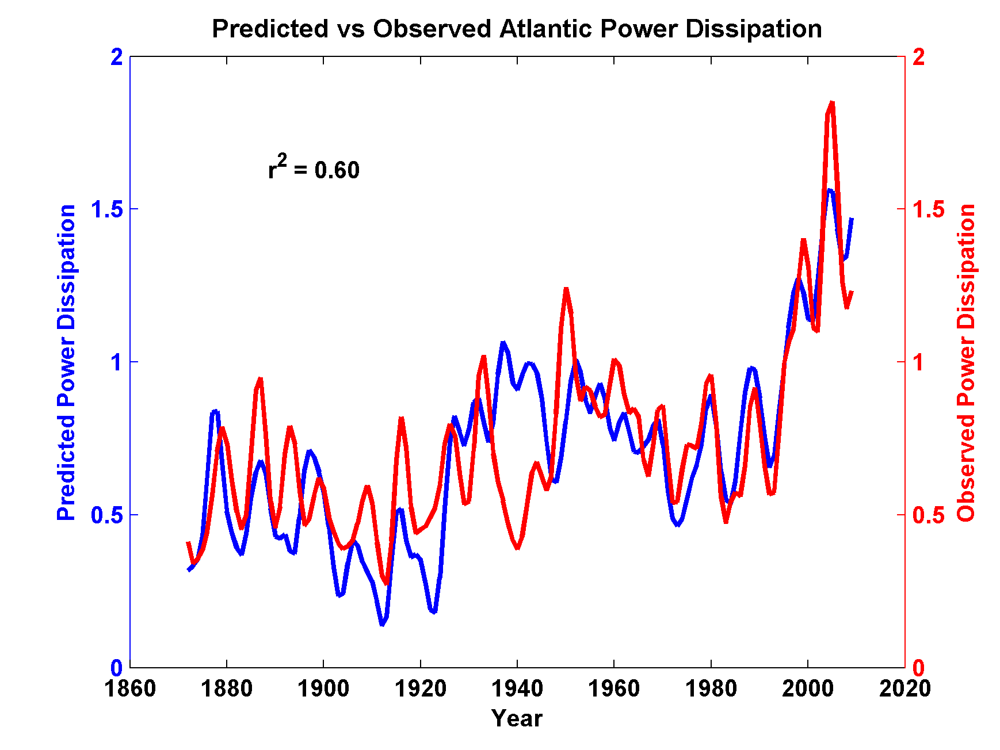 Predicted vs Observed Atlantic Power Dissipation
r² = 0.60
Predicted Power Dissipation
2
1.5
1
0.5
0
Observed Power Dissipation
2
1.5
1
0.5
0
1860 1880 1900 1920 1940 1960 1980 2000 2020
Year